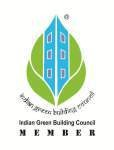 ®
indian green building council
Indian Green Building Council
MEMBER